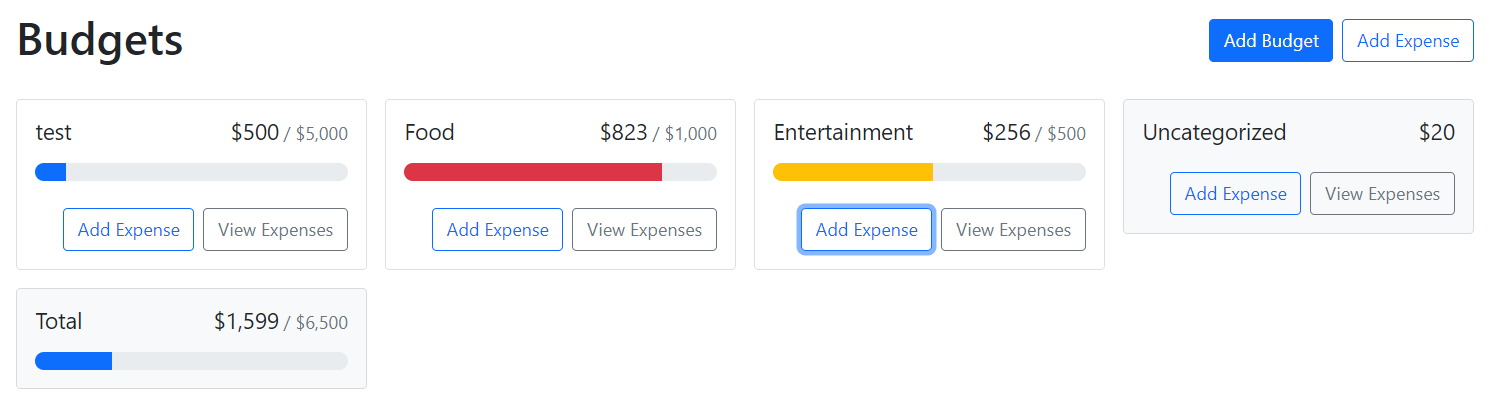 Budgets
Add Budget Add Expense
test $500 / $5,000
Add Expense View Expenses
Food $823 / $1,000
Add Expense View Expenses
Entertainment $256 / $500
Add Expense View Expenses
Uncategorized $20
Add Expense View Expenses
Total $1,599 / $6,500